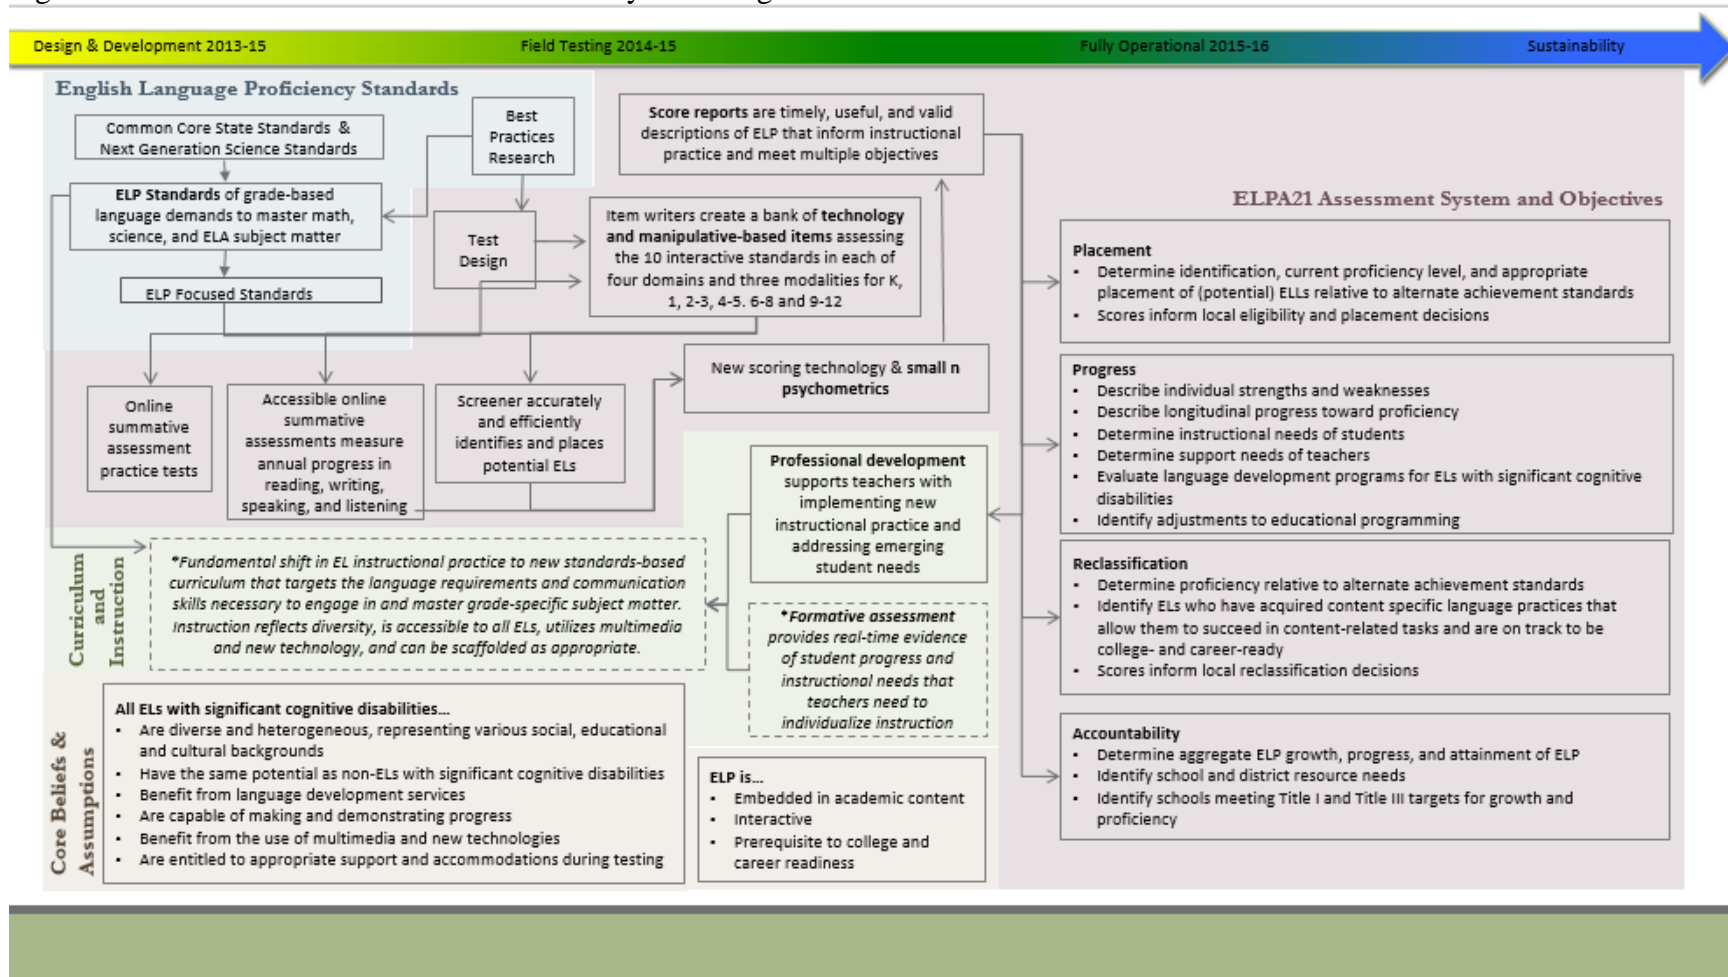 Design & Development 2013-15
Field Testing 2014-15
Fully Operational 2015-16
Sustainability
English Language Proficiency Standards
Common Core State Standards &
Next Generation Science Standards
Best
Practices
Research
ELP Standards of grade-based
language demands to master math,
science, and ELA subject matter
ELP Focused Standards
Test
Design
Item writers create a bank of technology
and manipulative-based items assessing
the 10 interactive standards in each of
four domains and three modalities for K,
1, 2-3, 4-5. 6-8 and 9-12
Score reports are timely, useful, and valid
descriptions of ELP that inform instructional
practice and meet multiple objectives
Online
summative
assessment
practice tests
Accessible online
summative
assessments measure
annual progress in
reading, writing,
speaking, and listening
Screener accurately
and efficiently
identifies and places
potential ELs
New scoring technology & small n
psychometrics
Professional development
supports teachers with
implementing new
instructional practice and
addressing emerging
student needs
*Formative assessment
provides real-time evidence
of student progress and
instructional needs that
teachers need to
individualize instruction
Curriculum
and
Instruction
*Fundamental shift in EL instructional practice to new standards-based
curriculum that targets the language requirements and communication
skills necessary to engage in and master grade-specific subject matter.
Instruction reflects diversity, is accessible to all ELs, utilizes multimedia
and new technology, and can be scaffolded as appropriate.
Core Beliefs &
Assumptions
All ELs with significant cognitive disabilities...
▪ Are diverse and heterogeneous, representing various social, educational
and cultural backgrounds
▪ Have the same potential as non-ELs with significant cognitive disabilities
▪ Benefit from language development services
▪ Are capable of making and demonstrating progress
▪ Benefit from the use of multimedia and new technologies
▪ Are entitled to appropriate support and accommodations during testing
ELP is...
▪ Embedded in academic content
▪ Interactive
▪ Prerequisite to college and
career readiness
ELPA21 Assessment System and Objectives
Placement
▪ Determine identification, current proficiency level, and appropriate
placement of (potential) ELLs relative to alternate achievement standards
▪ Scores inform local eligibility and placement decisions
Progress
▪ Describe individual strengths and weaknesses
▪ Describe longitudinal progress toward proficiency
▪ Determine instructional needs of students
▪ Determine support needs of teachers
▪ Evaluate language development programs for ELs with significant cognitive
disabilities
▪ Identify adjustments to educational programming
Reclassification
▪ Determine proficiency relative to alternate achievement standards
▪ Identify ELs who have acquired content specific language practices that
allow them to succeed in content-related tasks and are on track to be
college- and career-ready
▪ Scores inform local reclassification decisions
Accountability
▪ Determine aggregate ELP growth, progress, and attainment of ELP
▪ Identify school and district resource needs
▪ Identify schools meeting Title I and Title III targets for growth and
proficiency